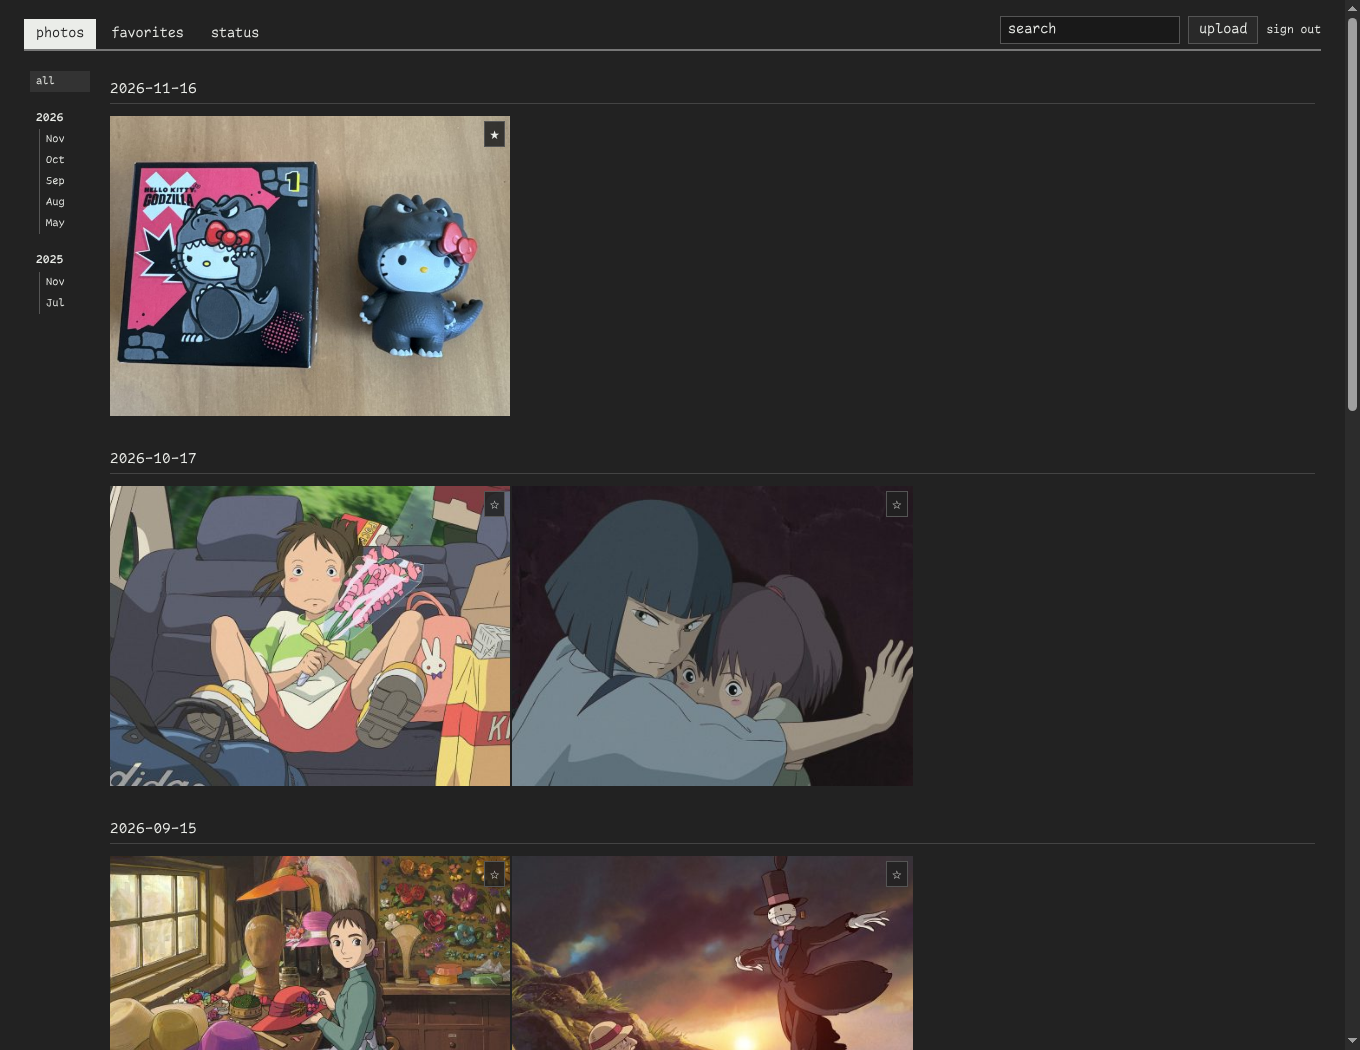 photos
favorites
status
search
upload
sign out
all
2026
Nov
Oct
Sep
Aug
May
2025
Nov
Jul
2026-11-16
★
HELLO KITTY
GODZILLA
1
2026-10-17
☆
☆
adidas
KI
2026-09-15
☆
☆